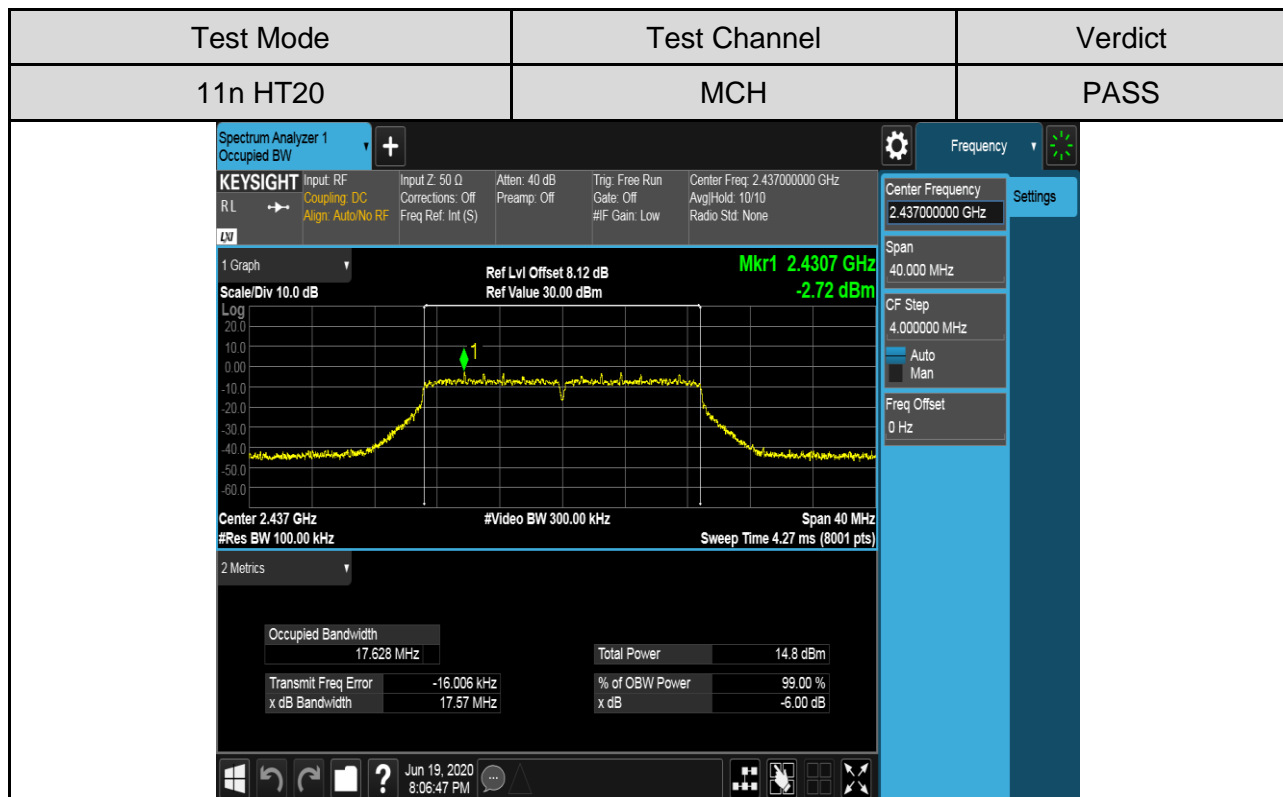 Test Mode Test Channel Verdict
11n HT20 MCH PASS
Spectrum Analyzer 1
Occupied BW
+
Frequency
KEYSIGHT Input: RF Input Z: 50 Ω Atten: 40 dB Trig: Free Run Center Freq: 2.437000000 GHz
RL Coupling: DC Corrections: Off Preamp: Off Gate: Off Avg|Hold: 10/10
Align: Auto/No RF Freq Ref: Int (S) #IF Gain: Low Radio Std: None
LXI
Center Frequency
2.437000000 GHz
Settings
Span
40.000 MHz
CF Step
4.000000 MHz
Auto
Man
Freq Offset
0 Hz
1 Graph
Ref Lvl Offset 8.12 dB Mkr1 2.4307 GHz
Scale/Div 10.0 dB Ref Value 30.00 dBm -2.72 dBm
Log
20.0
10.0
0.00
-10.0
-20.0
-30.0
-40.0
-50.0
-60.0
1
Center 2.437 GHz #Video BW 300.00 kHz Span 40 MHz
#Res BW 100.00 kHz Sweep Time 4.27 ms (8001 pts)
2 Metrics
Occupied Bandwidth
17.628 MHz Total Power 14.8 dBm
Transmit Freq Error -16.006 kHz % of OBW Power 99.00 %
x dB Bandwidth 17.57 MHz x dB -6.00 dB
?
Jun 19, 2020
8:06:47 PM